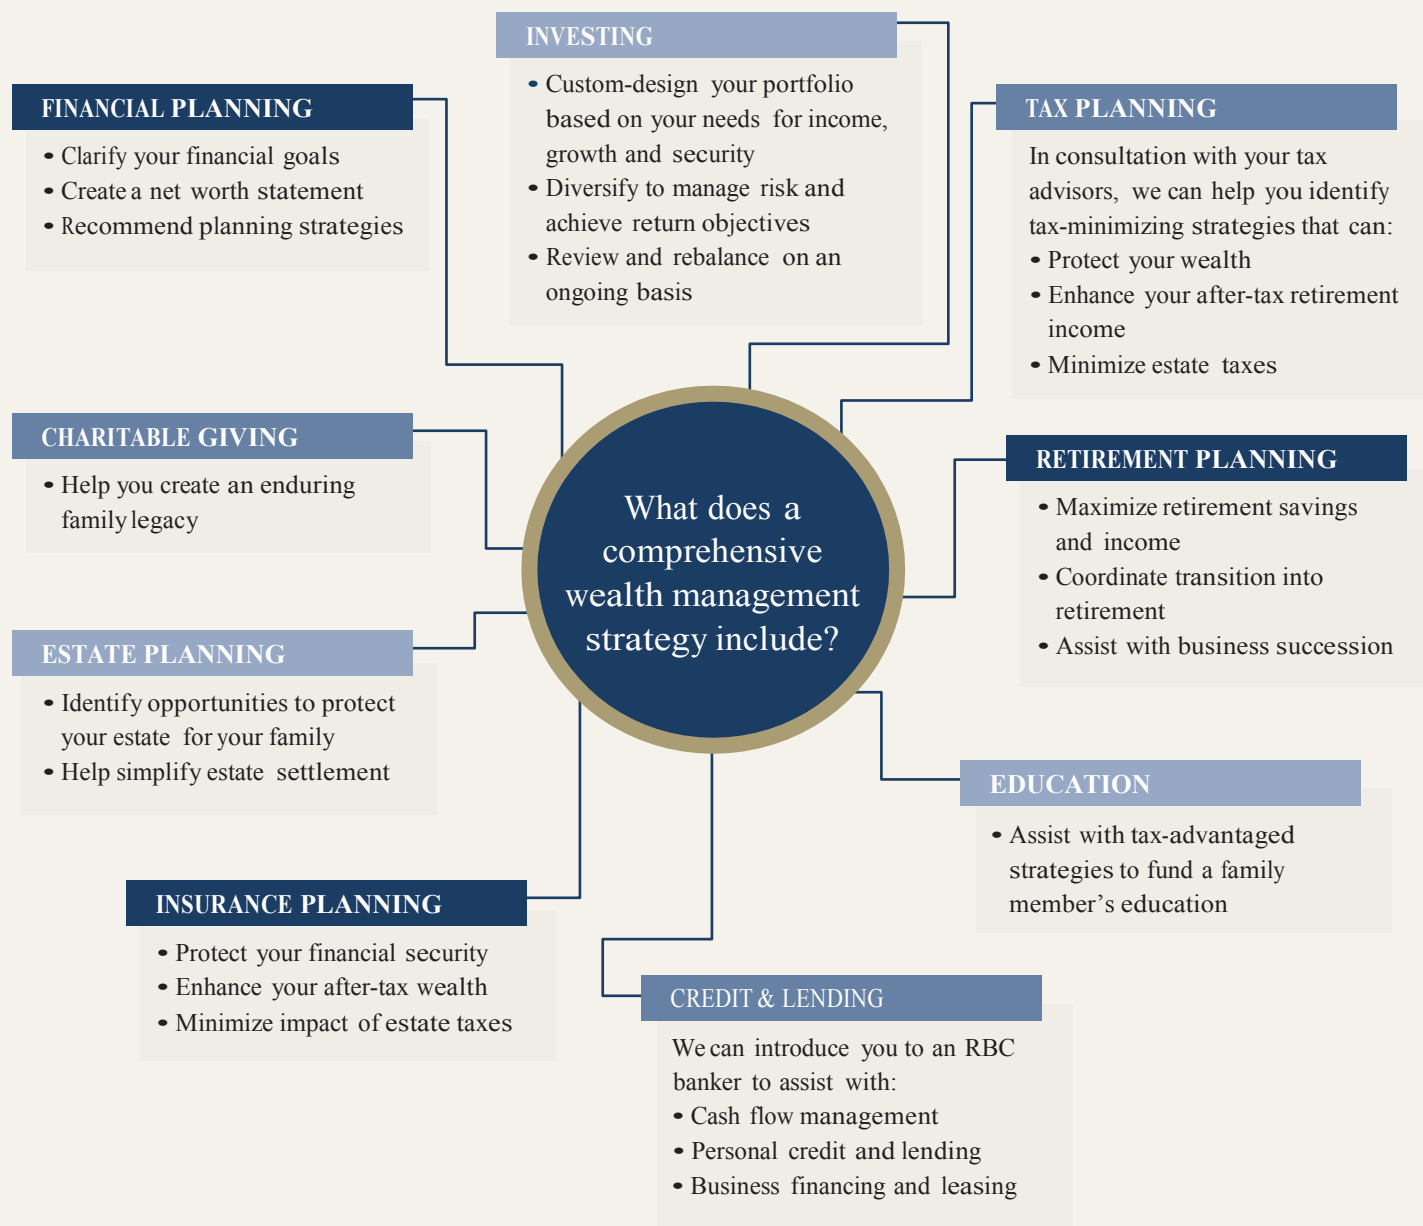 INVESTING
• Custom-design your portfolio
based on your needs for income,
growth and security
• Diversify to manage risk and
achieve return objectives
• Review and rebalance on an
ongoing basis
FINANCIAL PLANNING
• Clarify your financial goals
• Create a net worth statement
• Recommend planning strategies
TAX PLANNING
In consultation with your tax
advisors, we can help you identify
tax-minimizing strategies that can:
• Protect your wealth
• Enhance your after-tax retirement
income
• Minimize estate taxes
CHARITABLE GIVING
• Help you create an enduring
family legacy
What does a
comprehensive
wealth management
strategy include?
RETIREMENT PLANNING
• Maximize retirement savings
and income
• Coordinate transition into
retirement
• Assist with business succession
ESTATE PLANNING
• Identify opportunities to protect
your estate for your family
• Help simplify estate settlement
EDUCATION
• Assist with tax-advantaged
strategies to fund a family
member’s education
INSURANCE PLANNING
• Protect your financial security
• Enhance your after-tax wealth
• Minimize impact of estate taxes
CREDIT & LENDING
We can introduce you to an RBC
banker to assist with:
• Cash flow management
• Personal credit and lending
• Business financing and leasing